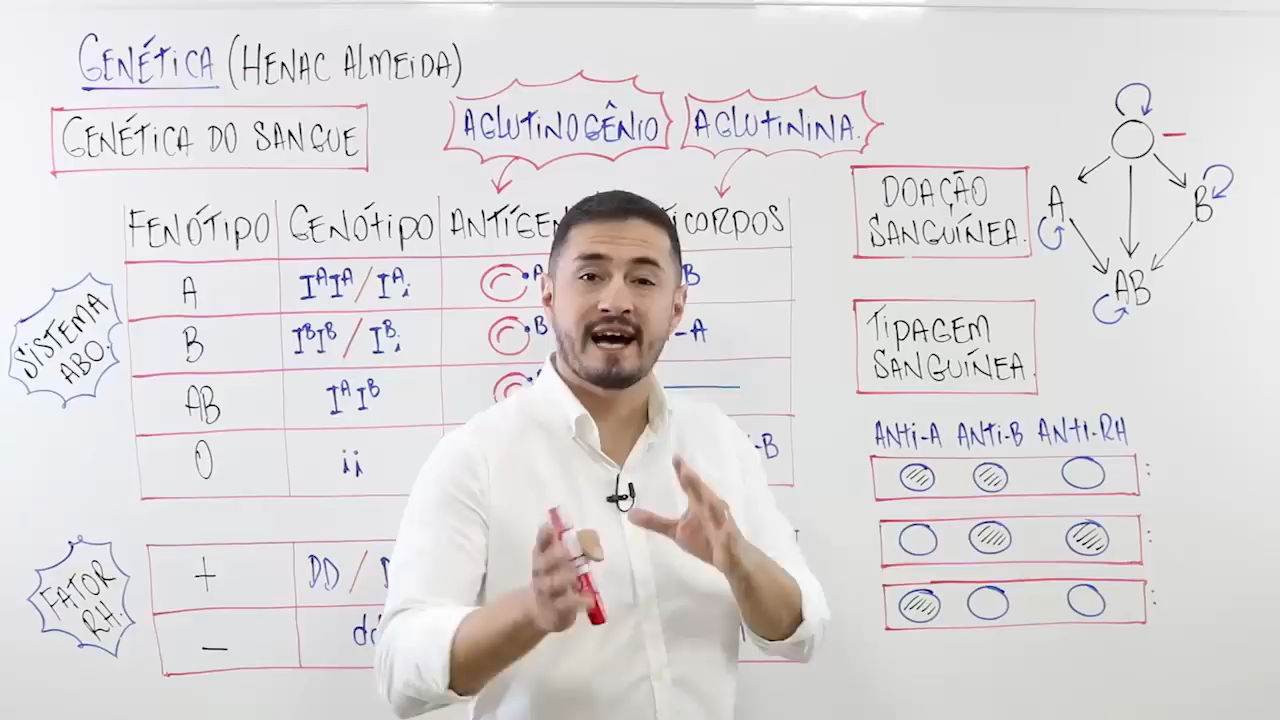 GENÉTICA (HENAC ALMEIDA)
GENÉTICA DO SANGUE
AGLUTINOGÊNIO
AGLUTININA.
FENÓTIPO GENÓTIPO
A IᴬIᴬ / Iᴬi A B
B IᴮIᴮ / Iᴮi B -A
AB IᴬIᴮ
O ii i-B
SISTEMA
ABO.
+ DD /
- dd
FATOR
RH.
DOAÇÃO
SANGUÍNEA.
O -
A B
AB
TIPAGEM
SANGUÍNEA.
ANTI-A ANTI-B ANTI-RH
:
:
: